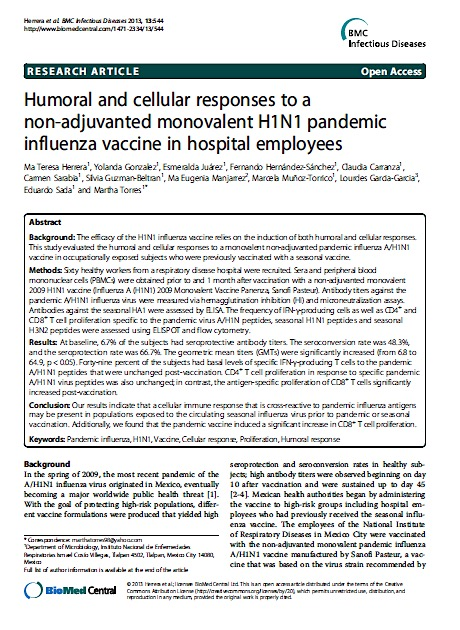 Herrera et al. BMC Infectious Diseases 2013, 13:544
http://www.biomedcentral.com/1471-2334/13/544
BMC
Infectious Diseases
RESEARCH ARTICLE
Open Access
Humoral and cellular responses to a
non-adjuvanted monovalent H1N1 pandemic
influenza vaccine in hospital employees
Ma Teresa Herrera¹, Yolanda Gonzalez¹, Esmeralda Juárez¹, Fernando Hernández-Sánchez¹, Claudia Carranza¹,
Carmen Sarabia¹, Silvia Guzman-Beltran¹, Ma Eugenia Manjarrez², Marcela Muñoz-Torrico¹, Lourdes Garcia-Garcia³,
Eduardo Sada¹ and Martha Torres¹*
Abstract
Background: The efficacy of the H1N1 influenza vaccine relies on the induction of both humoral and cellular responses.
This study evaluated the humoral and cellular responses to a monovalent non-adjuvanted pandemic influenza A/H1N1
vaccine in occupationally exposed subjects who were previously vaccinated with a seasonal vaccine.
Methods: Sixty healthy workers from a respiratory disease hospital were recruited. Sera and peripheral blood
mononuclear cells (PBMCs) were obtained prior to and 1 month after vaccination with a non-adjuvanted monovalent
2009 H1N1 vaccine (Influenza A (H1N1) 2009 Monovalent Vaccine Panenza, Sanofi Pasteur). Antibody titers against the
pandemic A/H1N1 influenza virus were measured via hemagglutination inhibition (HI) and microneutralization assays.
Antibodies against the seasonal HA1 were assessed by ELISA. The frequency of IFN-γ-producing cells as well as CD4⁺ and
CD8⁺ T cell proliferation specific to the pandemic virus A/H1N1 peptides, seasonal H1N1 peptides and seasonal
H3N2 peptides were assessed using ELISPOT and flow cytometry.
Results: At baseline, 6.7% of the subjects had seroprotective antibody titers. The seroconversion rate was 48.3%,
and the seroprotection rate was 66.7%. The geometric mean titers (GMTs) were significantly increased (from 6.8 to
64.9, p < 0.05). Forty-nine percent of the subjects had basal levels of specific IFN-γ-producing T cells to the pandemic
A/H1N1 peptides that were unchanged post-vaccination. CD4⁺ T cell proliferation in response to specific pandemic
A/H1N1 virus peptides was also unchanged; in contrast, the antigen-specific proliferation of CD8⁺ T cells significantly
increased post-vaccination.
Conclusion: Our results indicate that a cellular immune response that is cross-reactive to pandemic influenza antigens
may be present in populations exposed to the circulating seasonal influenza virus prior to pandemic or seasonal
vaccination. Additionally, we found that the pandemic vaccine induced a significant increase in CD8⁺ T cell proliferation.
Keywords: Pandemic influenza, H1N1, Vaccine, Cellular response, Proliferation, Humoral response
Background
In the spring of 2009, the most recent pandemic of the
A/H1N1 influenza virus originated in Mexico, eventually
becoming a major worldwide public health threat [1].
With the goal of protecting high-risk populations, differ-
ent vaccine formulations were produced that yielded high
* Correspondence: marthatorres98@yahoo.com
¹Department of Microbiology, Instituto Nacional de Enfermedades
Respiratorias Ismael Cosio Villegas, Tlalpan 4502, Tlalpan, Mexico City 14080,
Mexico
Full list of author information is available at the end of the article
seroprotection and seroconversion rates in healthy sub-
jects; high antibody titers were observed beginning on day
10 after vaccination and were sustained up to day 45
[2-4]. Mexican health authorities began by administering
the vaccine to high-risk groups including hospital em-
ployees who had previously received the seasonal influ-
enza vaccine. The employees of the National Institute
of Respiratory Diseases in Mexico City were vaccinated
with the non-adjuvanted monovalent pandemic influenza
A/H1N1 vaccine manufactured by Sanofi Pasteur, a vac-
cine that was based on the virus strain recommended by
BioMed Central
© 2013 Herrera et al.; licensee BioMed Central Ltd. This is an open access article distributed under the terms of the Creative
Commons Attribution License (http://creativecommons.org/licenses/by/2.0), which permits unrestricted use, distribution, and
reproduction in any medium, provided the original work is properly cited.